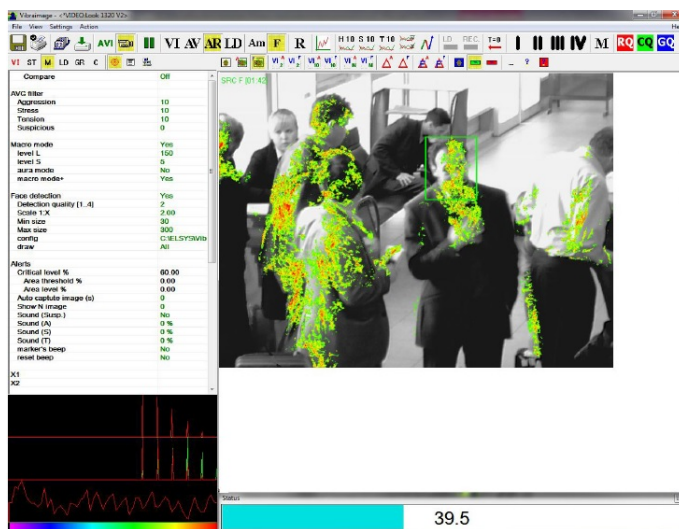 Vibraimage - <*VIDEO/Look 1320 V2>
File View Settings Action
AVI VI AV AR LD Am F R H 10 S 10 T 10 LD REC. T=0 I II III IV M RQ CQ GQ
VI ST M LD GR C
Compare Off
AVG filter
Aggression 10
Stress 10
Tension 10
Suspicious 0
Macro mode Yes
level L 150
level S 5
aura mode No
macro mode+ Yes
Face detection Yes
Detection quality [1..4] 2
Scale 1:X 2.00
Min size 30
Max size 300
config C:\ELSYS\Vib
draw All
Alerts
Critical level % 60.00
Area threshold % 0.00
Area level % 0.00
Auto captute image (s) 0
Show N image 0
Sound (Susp.) No
Sound (A) 0 %
Sound (S) 0 %
Sound (T) 0 %
marker's beep No
reset beep No
X1
X2
SRC F [01:42]
Status
39.5